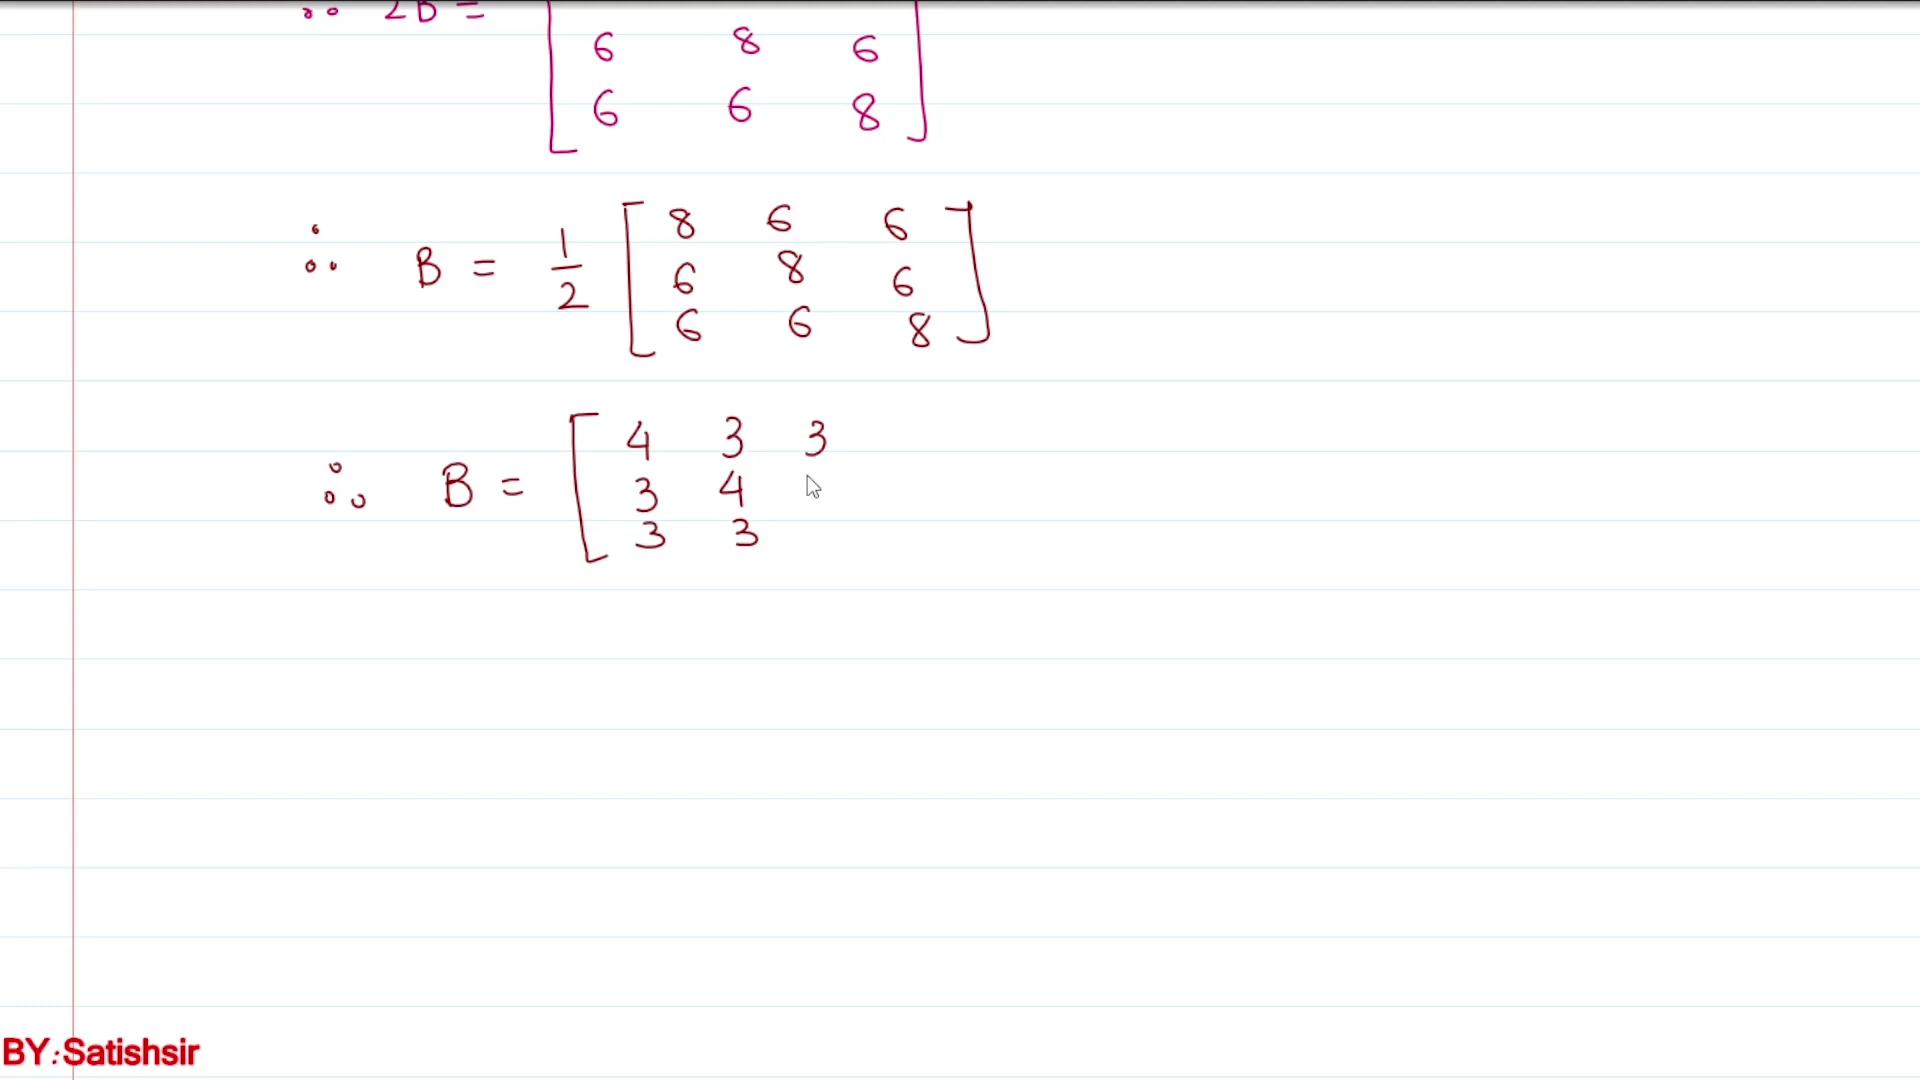 ∴ 2B = [
6 8 6
6 6 8 ]
∴ B = 1/2 [ 8 6 6
6 8 6
6 6 8 ]
∴ B = [ 4 3 3
3 4
3 3
BY:Satishsir